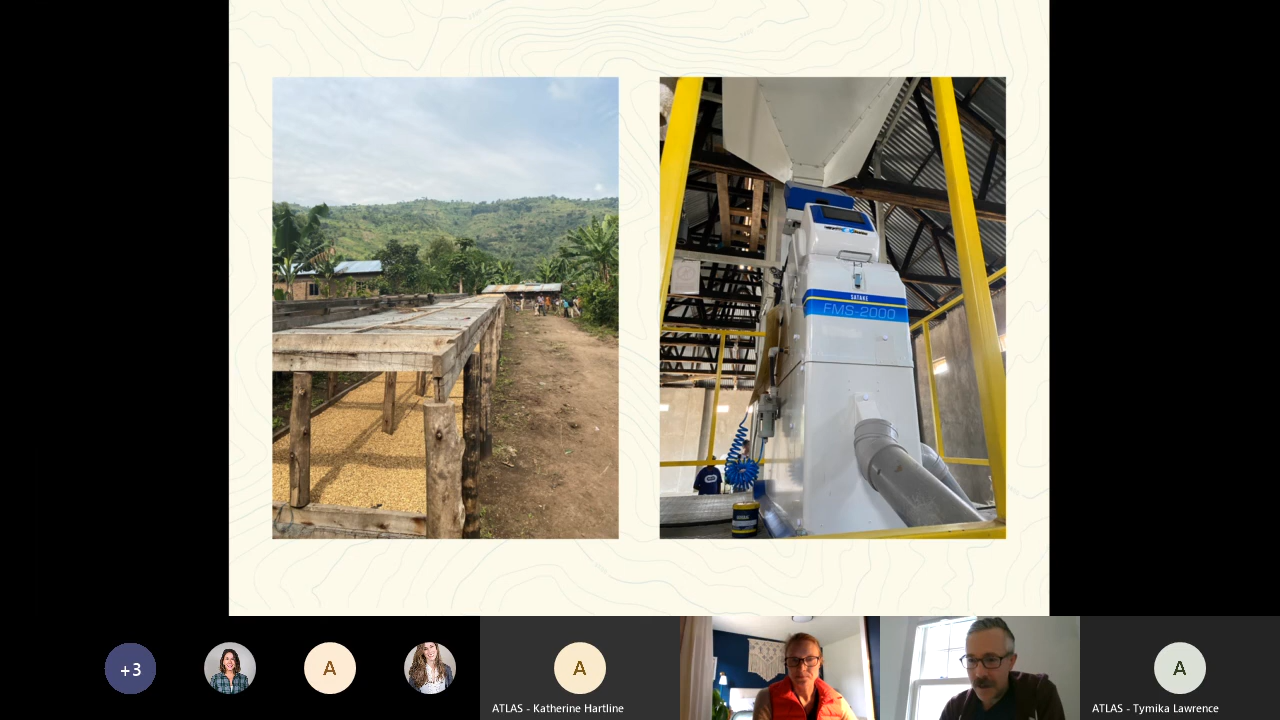 SATAKE
FMS-2000
+3
A
A
ATLAS - Katherine Hartline
A
ATLAS - Tymika Lawrence